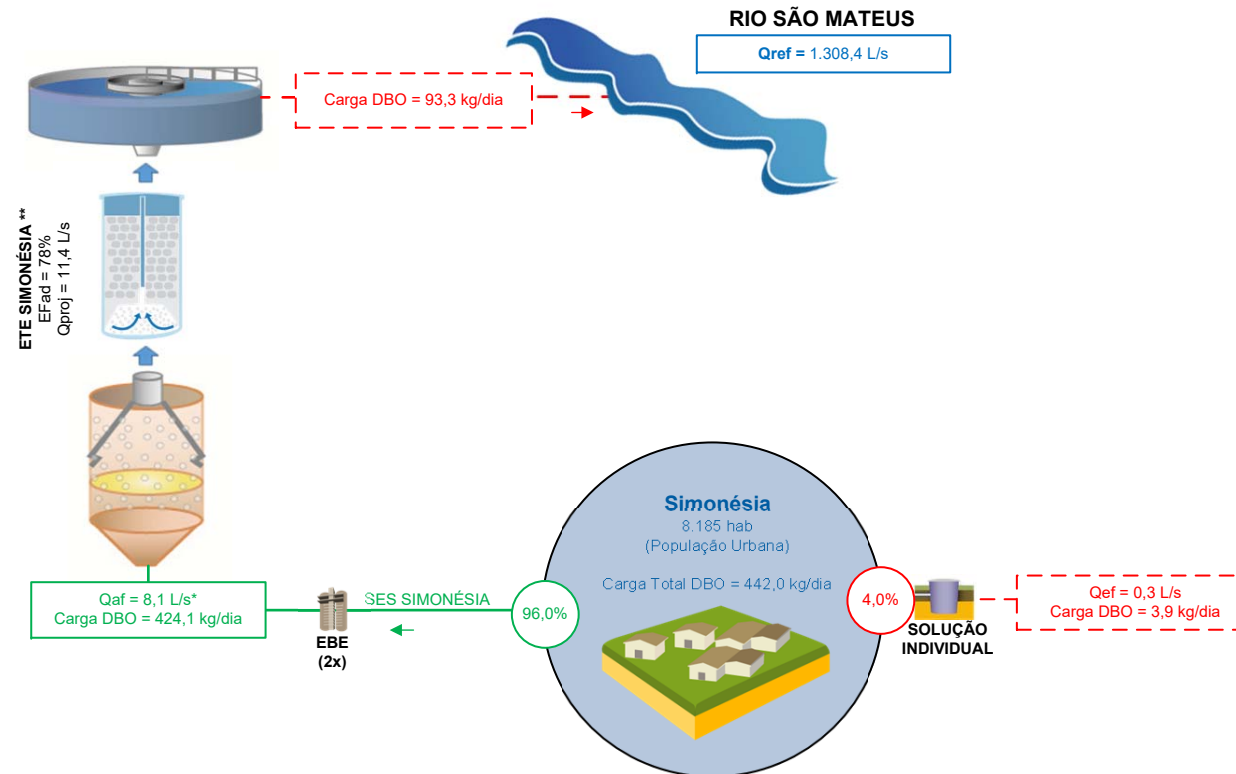 RIO SÃO MATEUS
Qref = 1.308,4 L/s
Carga DBO = 93,3 kg/dia
ETE SIMONÉSIA **
EFad = 78%
Qproj = 11,4 L/s
Simonésia
8.185 hab
(População Urbana)
Carga Total DBO = 442,0 kg/dia
Qaf = 8,1 L/s*
Carga DBO = 424,1 kg/dia
EBE
(2x)
SES SIMONÉSIA
96,0%
4,0%
SOLUÇÃO
INDIVIDUAL
Qef = 0,3 L/s
Carga DBO = 3,9 kg/dia